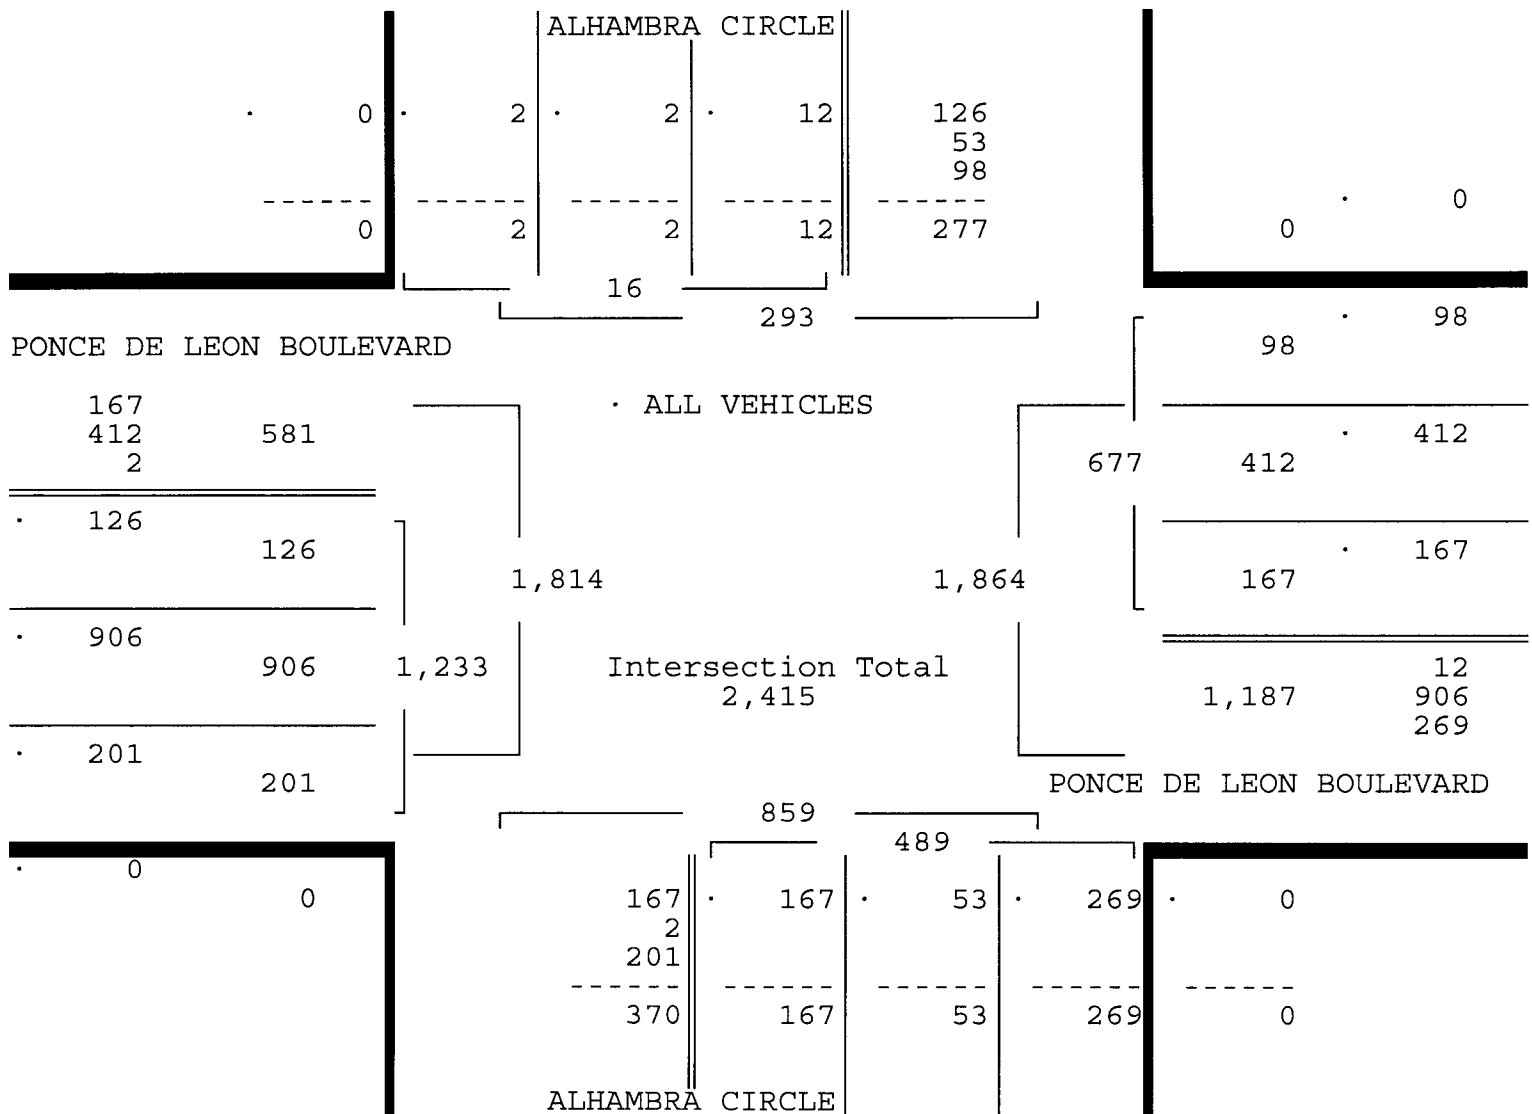 ALHAMBRA CIRCLE
· 0 · 2 · 2 · 12 126
53
98
· 0
------ ------ ------ ------ ------
0 2 2 12 277 0
16
293 · 98
PONCE DE LEON BOULEVARD 98
167 · ALL VEHICLES
412 581 · 412
2 677 412
· 126
126 · 167
1,814 1,864 167
· 906
906 1,233 Intersection Total 12
2,415 1,187 906
269
· 201
201 PONCE DE LEON BOULEVARD
859
489
· 0
0 167 · 167 · 53 · 269 · 0
2
201
------ ------ ------ ------ ------
370 167 53 269 0
ALHAMBRA CIRCLE